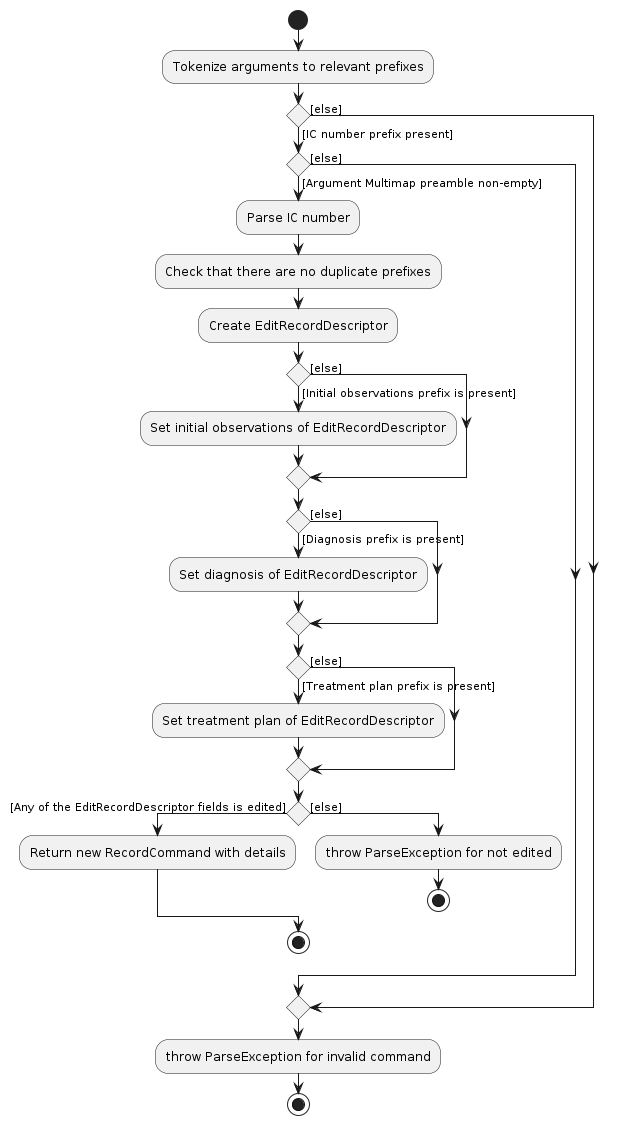 Tokenize arguments to relevant prefixes
[else]
[IC number prefix present]
[else]
[Argument Multimap preamble non-empty]
Parse IC number
Check that there are no duplicate prefixes
Create EditRecordDescriptor
[else]
[Initial observations prefix is present]
Set initial observations of EditRecordDescriptor
[else]
[Diagnosis prefix is present]
Set diagnosis of EditRecordDescriptor
[else]
[Treatment plan prefix is present]
Set treatment plan of EditRecordDescriptor
[Any of the EditRecordDescriptor fields is edited]
[else]
Return new RecordCommand with details
throw ParseException for not edited
throw ParseException for invalid command